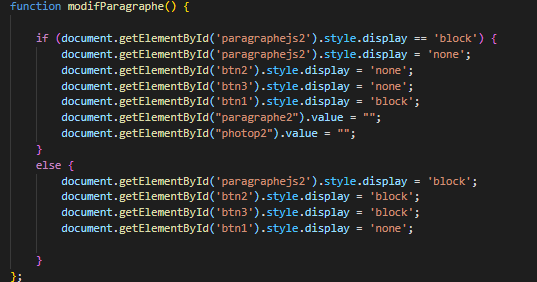 function modifParagraphe() {
if (document.getElementById('paragraphejs2').style.display == 'block') {
document.getElementById('paragraphejs2').style.display = 'none';
document.getElementById('btn2').style.display = 'none';
document.getElementById('btn3').style.display = 'none';
document.getElementById('btn1').style.display = 'block';
document.getElementById("paragraphe2").value = "";
document.getElementById("photop2").value = "";
}
else {
document.getElementById('paragraphejs2').style.display = 'block';
document.getElementById('btn2').style.display = 'block';
document.getElementById('btn3').style.display = 'block';
document.getElementById('btn1').style.display = 'none';
}
};